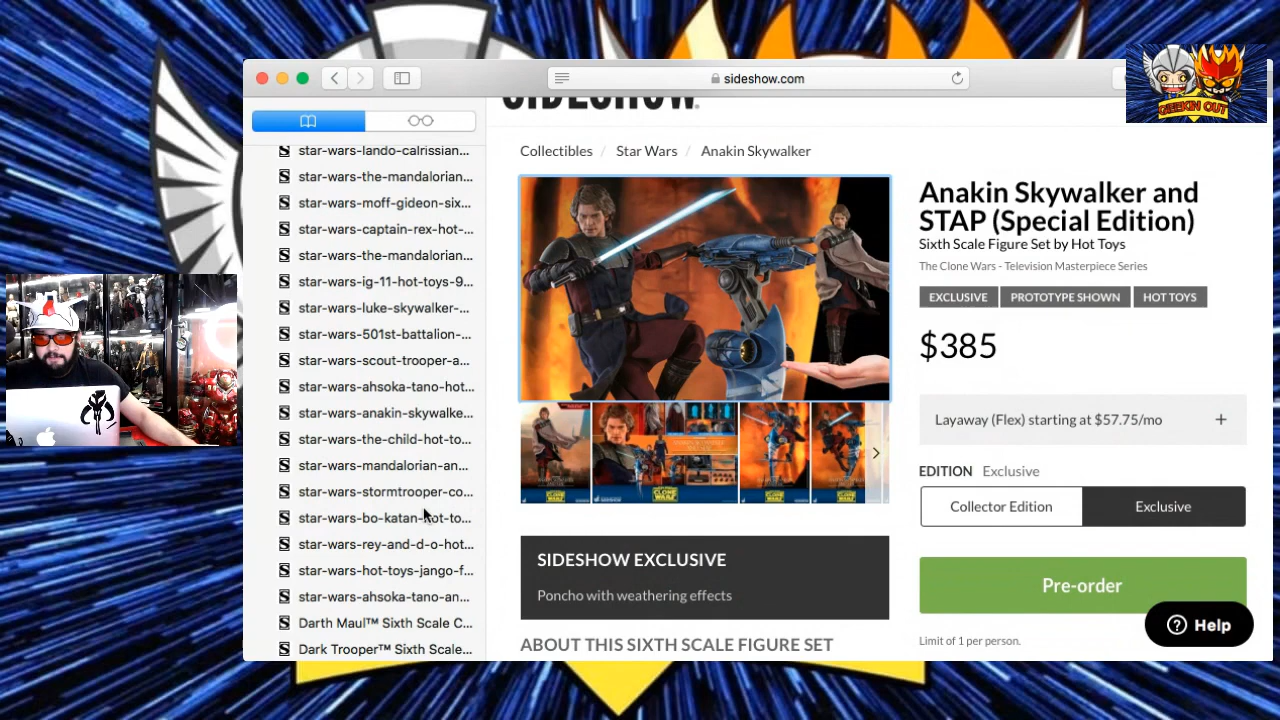 sideshow.com
SIDESHOW
GEEKIN OUT
Collectibles / Star Wars / Anakin Skywalker
star-wars-lando-calrissian...
star-wars-the-mandalorian...
star-wars-moff-gideon-six...
star-wars-captain-rex-hot-...
star-wars-the-mandalorian...
star-wars-ig-11-hot-toys-9...
star-wars-luke-skywalker-...
star-wars-501st-battalion-...
star-wars-scout-trooper-a...
star-wars-ahsoka-tano-hot...
star-wars-anakin-skywalke...
star-wars-the-child-hot-to...
star-wars-mandalorian-an...
star-wars-stormtrooper-co...
star-wars-bo-katan-hot-to...
star-wars-rey-and-d-o-hot...
star-wars-hot-toys-jango-f...
star-wars-ahsoka-tano-an...
Darth Maul™ Sixth Scale C...
Dark Trooper™ Sixth Scale...
Anakin Skywalker and
STAP (Special Edition)
Sixth Scale Figure Set by Hot Toys
The Clone Wars - Television Masterpiece Series
EXCLUSIVE PROTOTYPE SHOWN HOT TOYS
$385
Layaway (Flex) starting at $57.75/mo +
EDITION Exclusive
Collector Edition Exclusive
Pre-order
Help
Limit of 1 per person.
SIDESHOW EXCLUSIVE
Poncho with weathering effects
ABOUT THIS SIXTH SCALE FIGURE SET